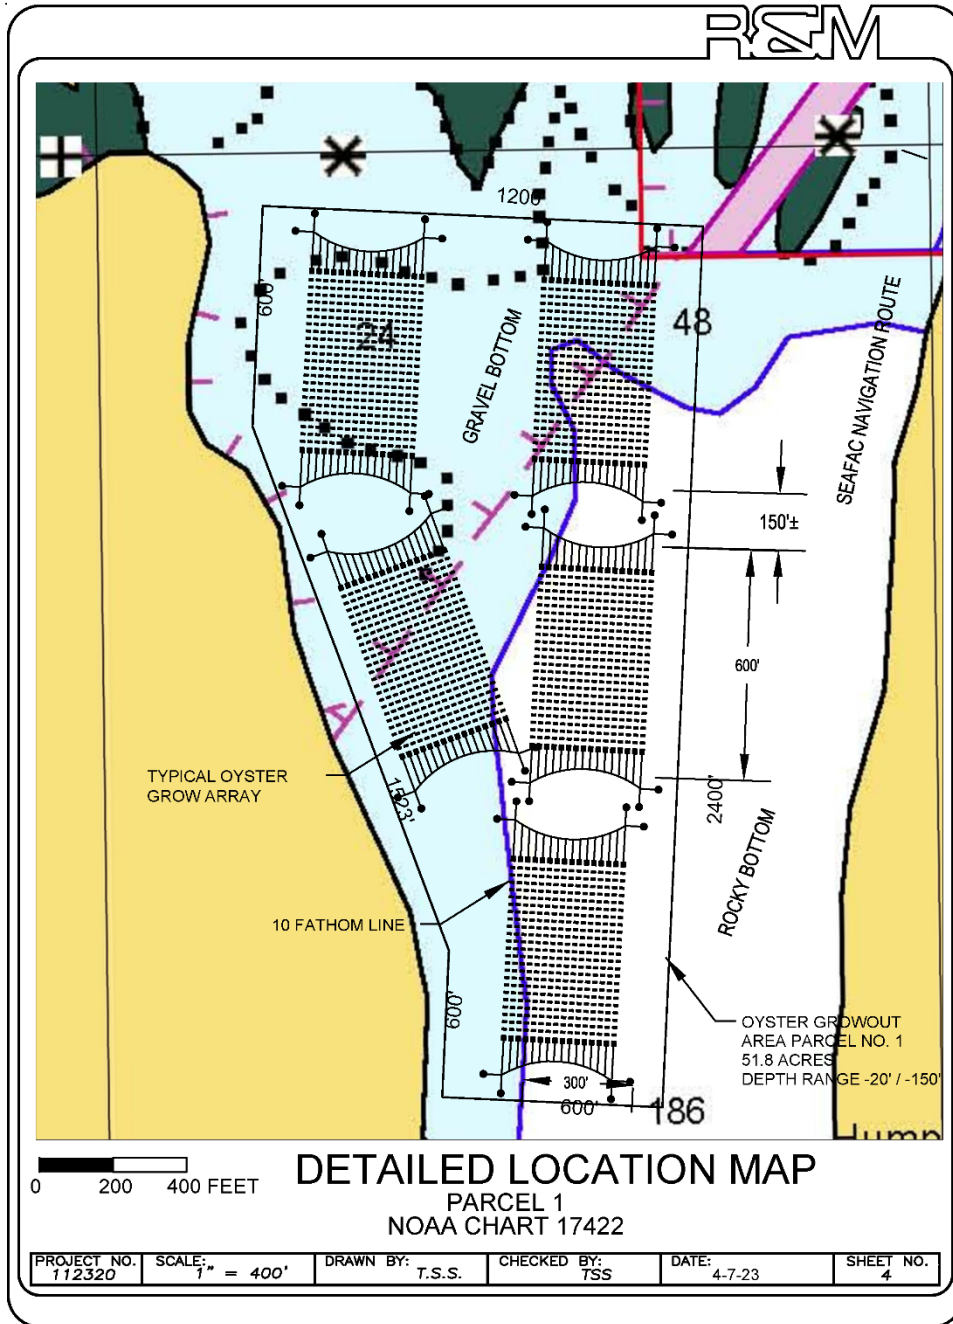 R&M
1200'
600'
24
GRAVEL BOTTOM
48
SEAFAC NAVIGATION ROUTE
150'±
600'
TYPICAL OYSTER
GROW ARRAY
1523'
2400'
ROCKY BOTTOM
10 FATHOM LINE
600'
OYSTER GROWOUT
AREA PARCEL NO. 1
51.8 ACRES
DEPTH RANGE -20' / -150'
300'
600'
186
0 200 400 FEET
DETAILED LOCATION MAP
PARCEL 1
NOAA CHART 17422
PROJECT NO. 112320
SCALE: 1" = 400'
DRAWN BY: T.S.S.
CHECKED BY: TSS
DATE: 4-7-23
SHEET NO. 4